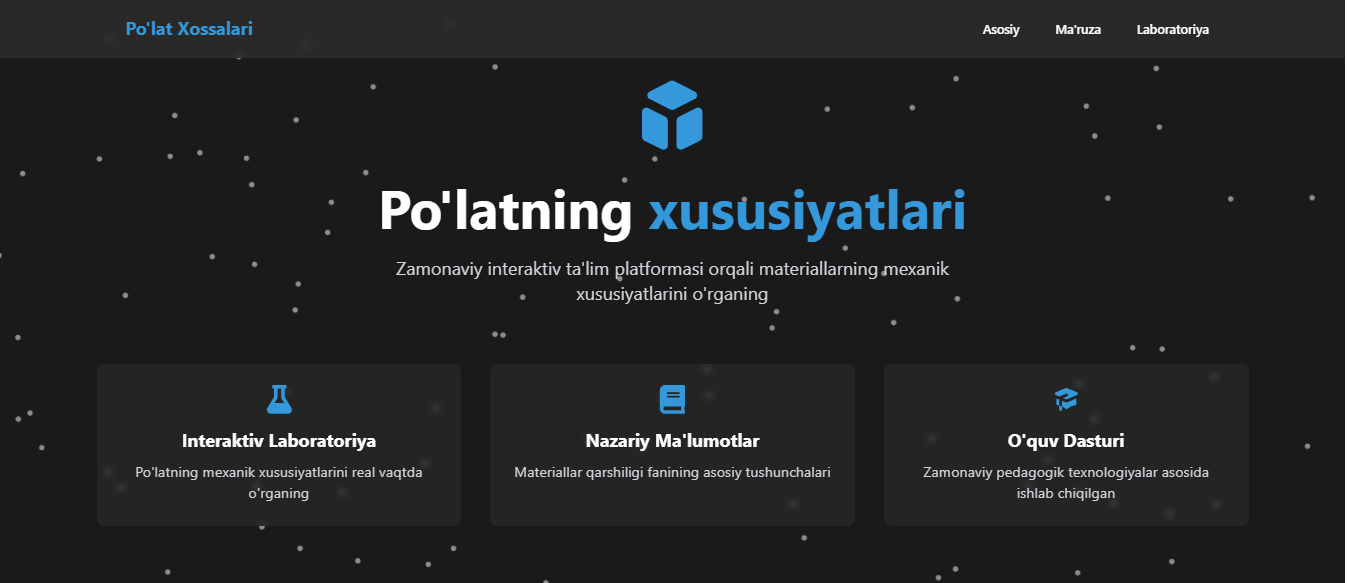 Po'lat Xossalari
Asosiy
Ma'ruza
Laboratoriya
Po'latning xususiyatlari
Zamonaviy interaktiv ta'lim platformasi orqali materiallarning mexanik
xususiyatlarini o'rganing
Interaktiv Laboratoriya
Po'latning mexanik xususiyatlarini real vaqtda
o'rganing
Nazariy Ma'lumotlar
Materiallar qarshiligi fanining asosiy tushunchalari
O'quv Dasturi
Zamonaviy pedagogik texnologiyalar asosida
ishlab chiqilgan